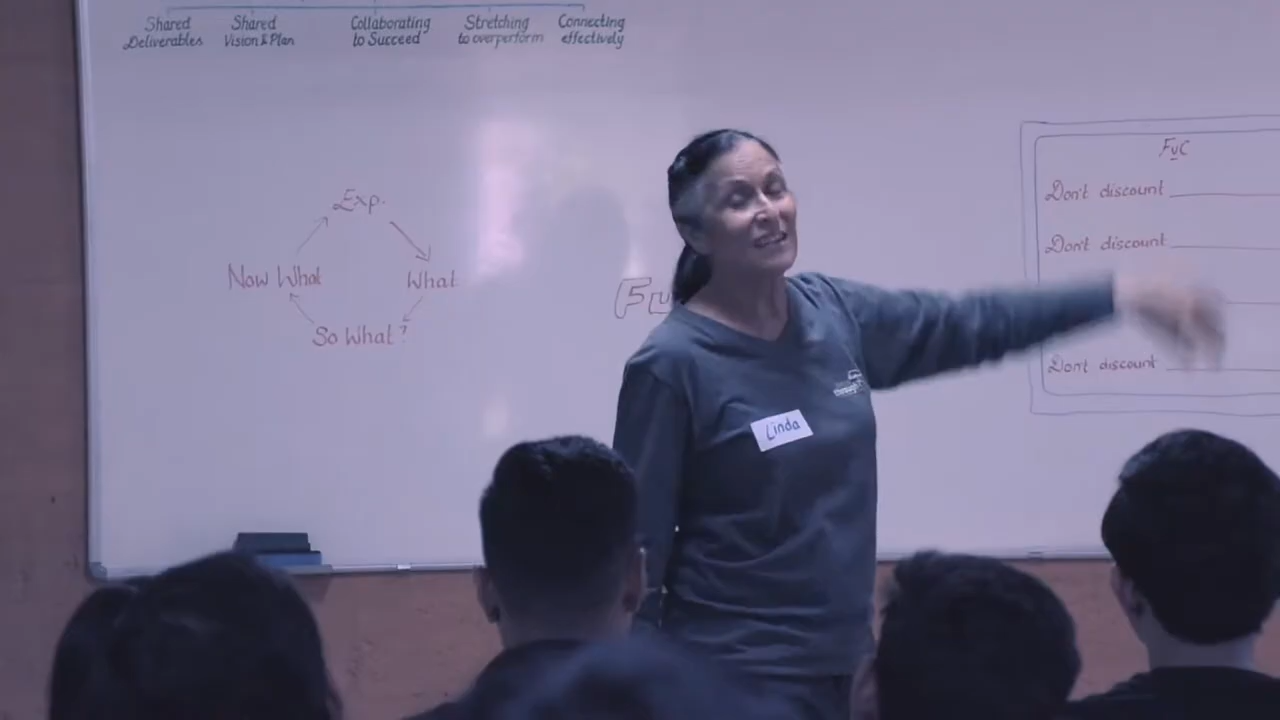 Shared
Deliverables
Shared
Vision & Plan
Collaborating
to Succeed
Stretching
to overperform
Connecting
effectively
Exp.
Now What
What
So What?
Fu
FuC
Don't discount
Don't discount
Don't discount
Linda